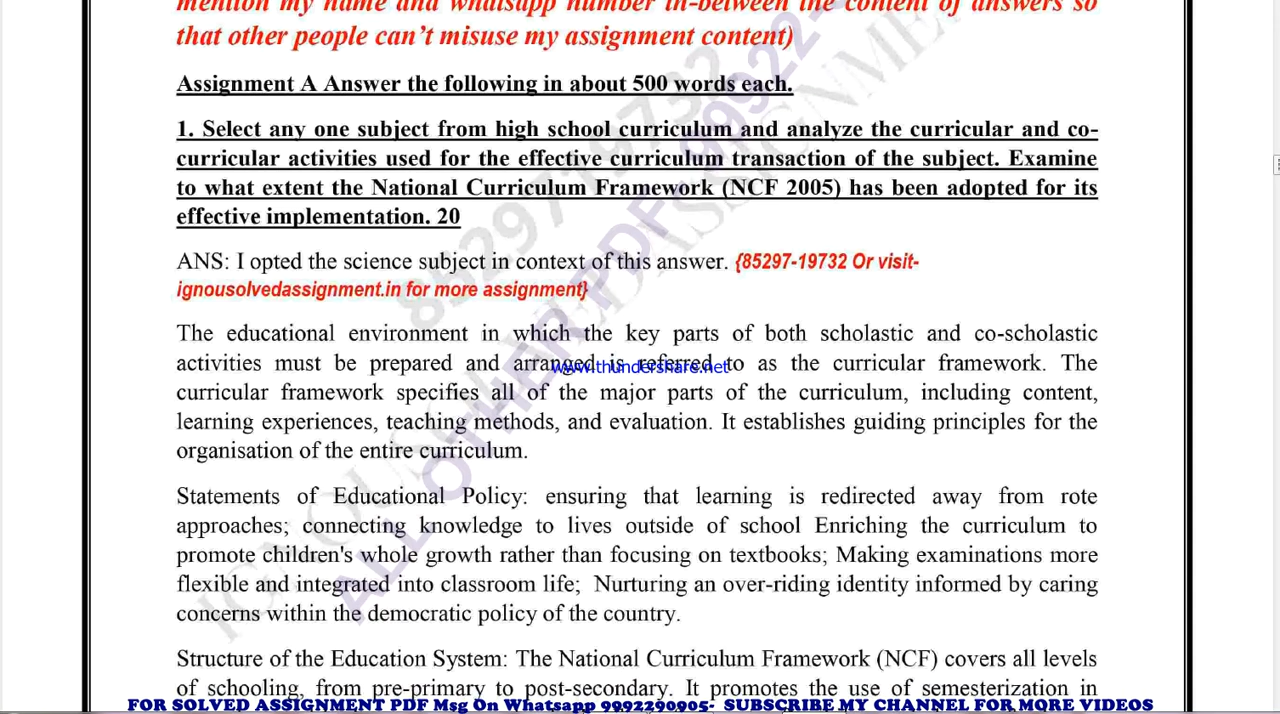 mention my name and whatsapp number in-between the content of answers so
that other people can't misuse my assignment content)
Assignment A Answer the following in about 500 words each.
1. Select any one subject from high school curriculum and analyze the curricular and co-
curricular activities used for the effective curriculum transaction of the subject. Examine
to what extent the National Curriculum Framework (NCF 2005) has been adopted for its
effective implementation. 20
ANS: I opted the science subject in context of this answer. {85297-19732 Or visit-
ignousolvedassignment.in for more assignment}
The educational environment in which the key parts of both scholastic and co-scholastic
activities must be prepared and arranged is referred to as the curricular framework. The
www.thundershare.net
curricular framework specifies all of the major parts of the curriculum, including content,
learning experiences, teaching methods, and evaluation. It establishes guiding principles for the
organisation of the entire curriculum.
Statements of Educational Policy: ensuring that learning is redirected away from rote
approaches; connecting knowledge to lives outside of school Enriching the curriculum to
promote children's whole growth rather than focusing on textbooks; Making examinations more
flexible and integrated into classroom life; Nurturing an over-riding identity informed by caring
concerns within the democratic policy of the country.
Structure of the Education System: The National Curriculum Framework (NCF) covers all levels
of schooling, from pre-primary to post-secondary. It promotes the use of semesterization in
FOR SOLVED ASSIGNMENT PDF Msg On Whatsapp 9992290905- SUBSCRIBE MY CHANNEL FOR MORE VIDEOS
8529719732
ALL OTHER PDF 99922-